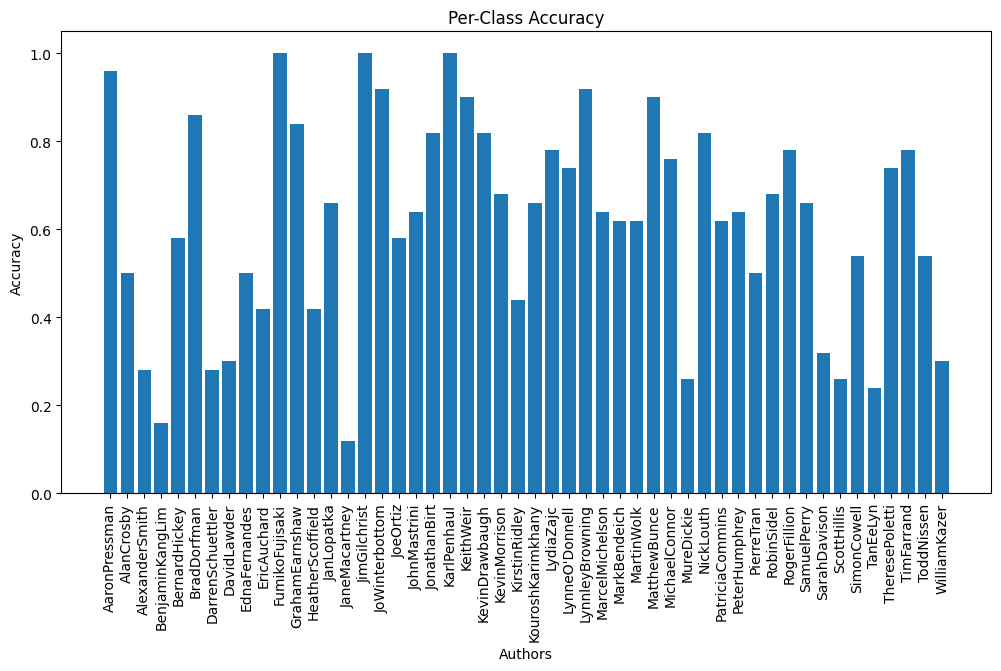 Per-Class Accuracy
Accuracy
1.0
0.8
0.6
0.4
0.2
0.0
AaronPressman
AlanCrosby
AlexanderSmith
BenjaminKangLim
BernardHickey
BradDorfman
DarrenSchuettler
DavidLawder
EdnaFernandes
EricAuchard
FumikoFujisaki
GrahamEarnshaw
HeatherScoffield
JanLopatka
JaneMacartney
JimGilchrist
JoWinterbottom
JoeOrtiz
JohnMastrini
JonathanBirt
KarlPenhaul
KeithWeir
KevinDrawbaugh
KevinMorrison
KirstinRidley
KouroshKarimkhany
LydiaZajc
LynneO'Donnell
LynnleyBrowning
MarcelMichelson
MarkBendeich
MartinWolk
MatthewBunce
MichaelConnor
MureDickie
NickLouth
PatriciaCommins
PeterHumphrey
PierreTran
RobinSidel
RogerFillion
SamuelPerry
SarahDavison
ScottHillis
SimonCowell
TanEeLyn
TheresePoletti
TimFarrand
ToddNissen
WilliamKazer
Authors